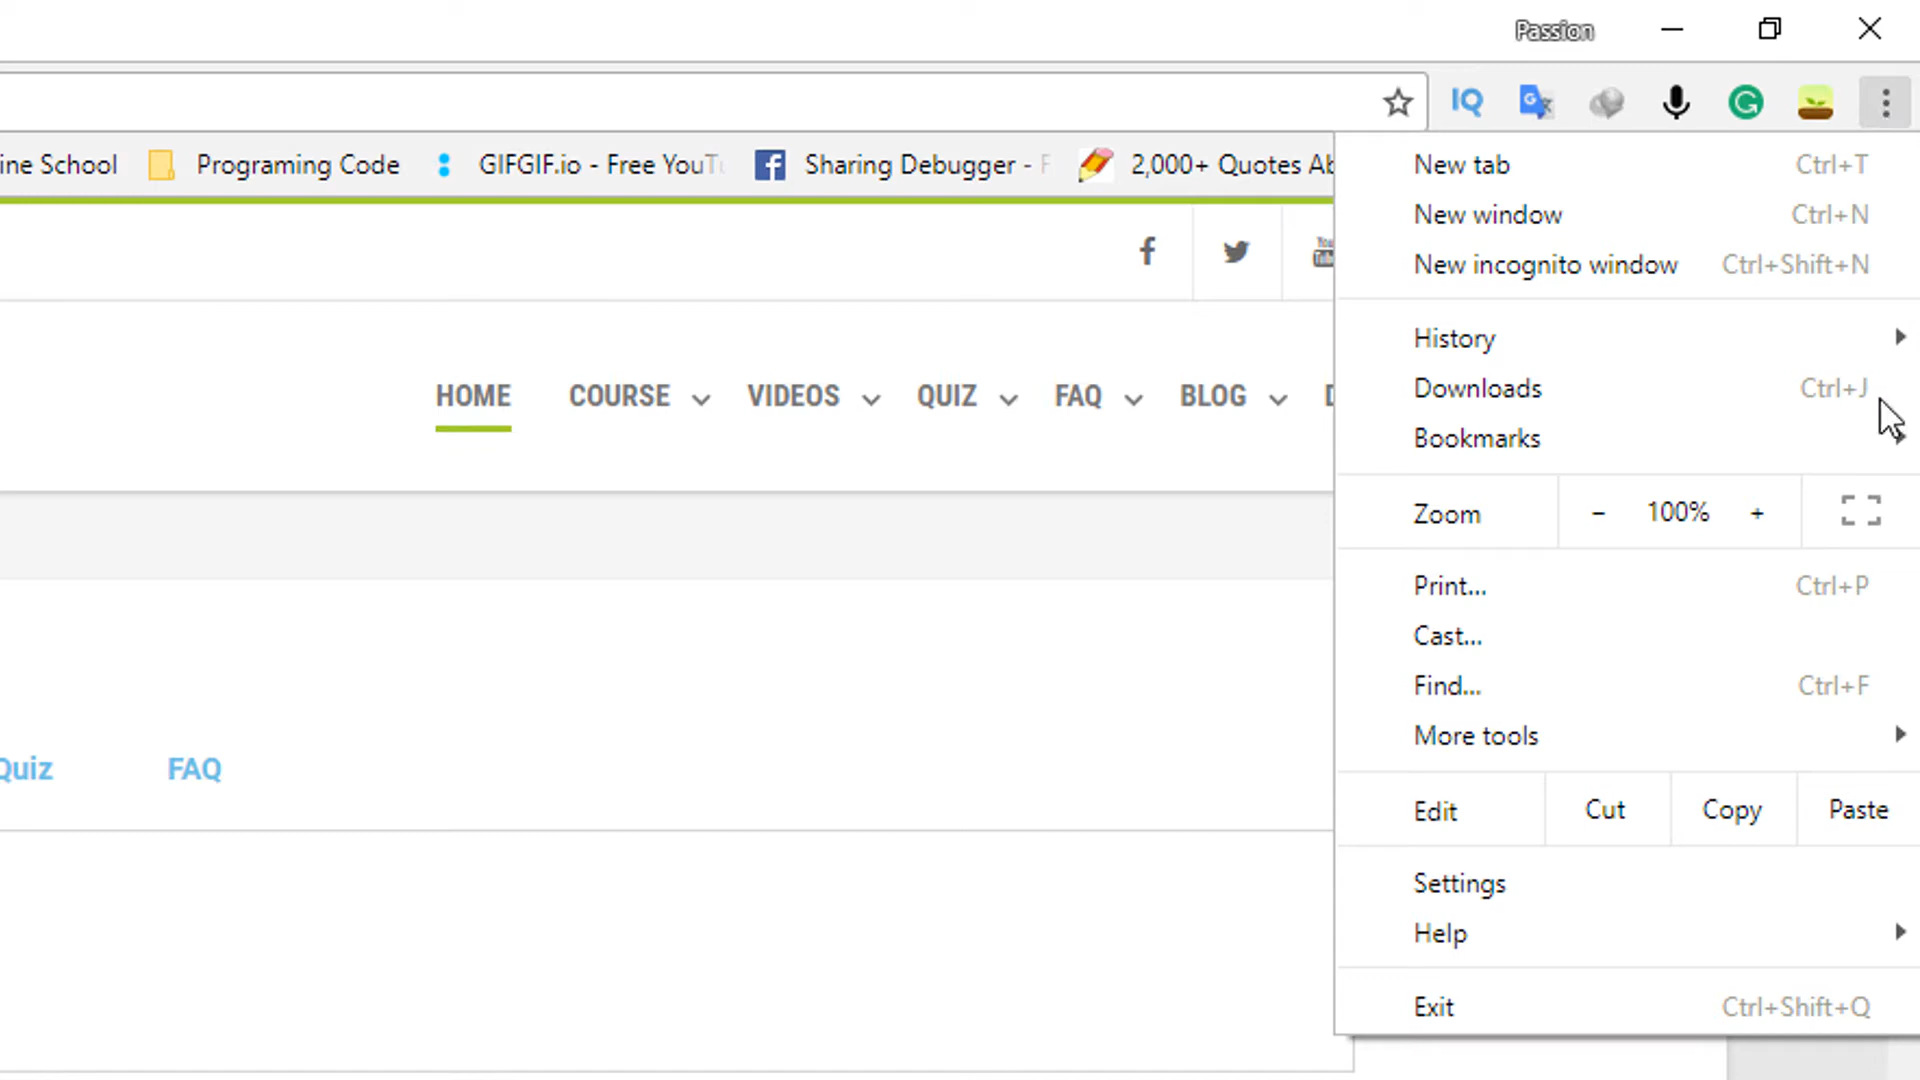 Passion
IQ
ine School Programing Code GIFGIF.io - Free YouTu Sharing Debugger - F 2,000+ Quotes Ab
HOME COURSE VIDEOS QUIZ FAQ BLOG D
Quiz FAQ
New tab Ctrl+T
New window Ctrl+N
New incognito window Ctrl+Shift+N
History
Downloads Ctrl+J
Bookmarks
Zoom - 100% +
Print... Ctrl+P
Cast...
Find... Ctrl+F
More tools
Edit Cut Copy Paste
Settings
Help
Exit Ctrl+Shift+Q